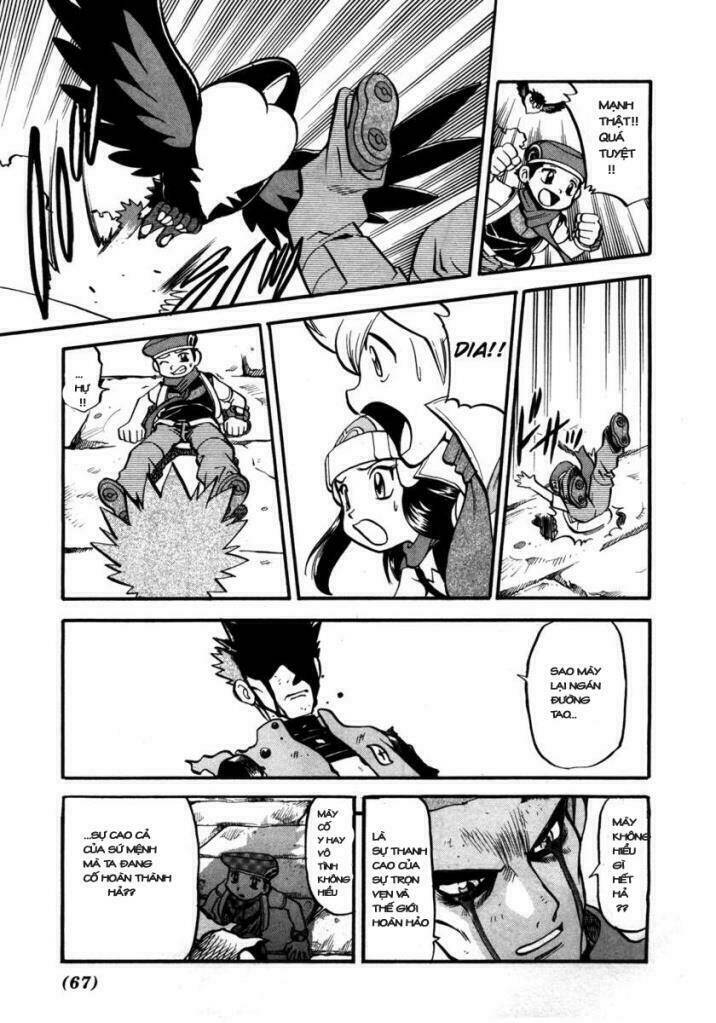 MẠNH
THẬT!!
QUÁ
TUYỆT
!!
DIA!!
...
HỰ
!!
SAO MÀY
LẠI NGÁN
ĐƯỜNG
TAO...
MÀY
KHÔNG
HIỂU
GÌ
HẾT
HẢ
??
LÀ
SỰ THANH
CAO CỦA
SỰ TRỌN
VẸN VÀ
THẾ GIỚI
HOÀN HẢO
MÀY
CỐ
Ý HAY
VÔ
TÌNH
KHÔNG
HIỂU
...SỰ CAO CẢ
CỦA SỨ MỆNH
MÀ TA ĐANG
CỐ HOÀN THÀNH
HẢ??
(67)